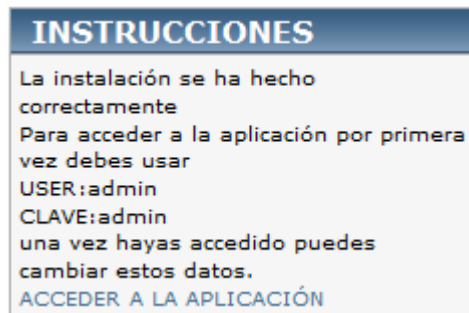 INSTRUCCIONES
La instalación se ha hecho
correctamente
Para acceder a la aplicación por primera
vez debes usar
USER:admin
CLAVE:admin
una vez hayas accedido puedes
cambiar estos datos.
ACCEDER A LA APLICACIÓN